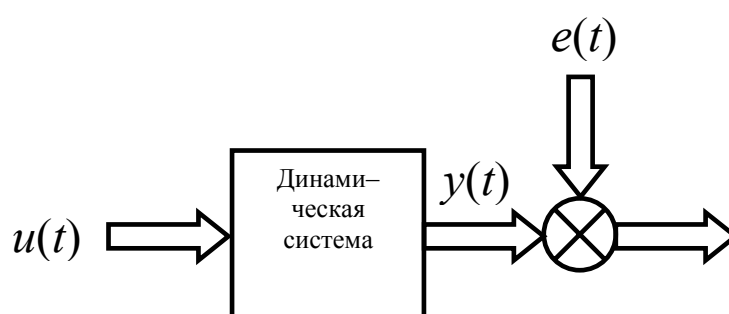 e(t)
Динами–
ческая
система
y(t)
u(t)